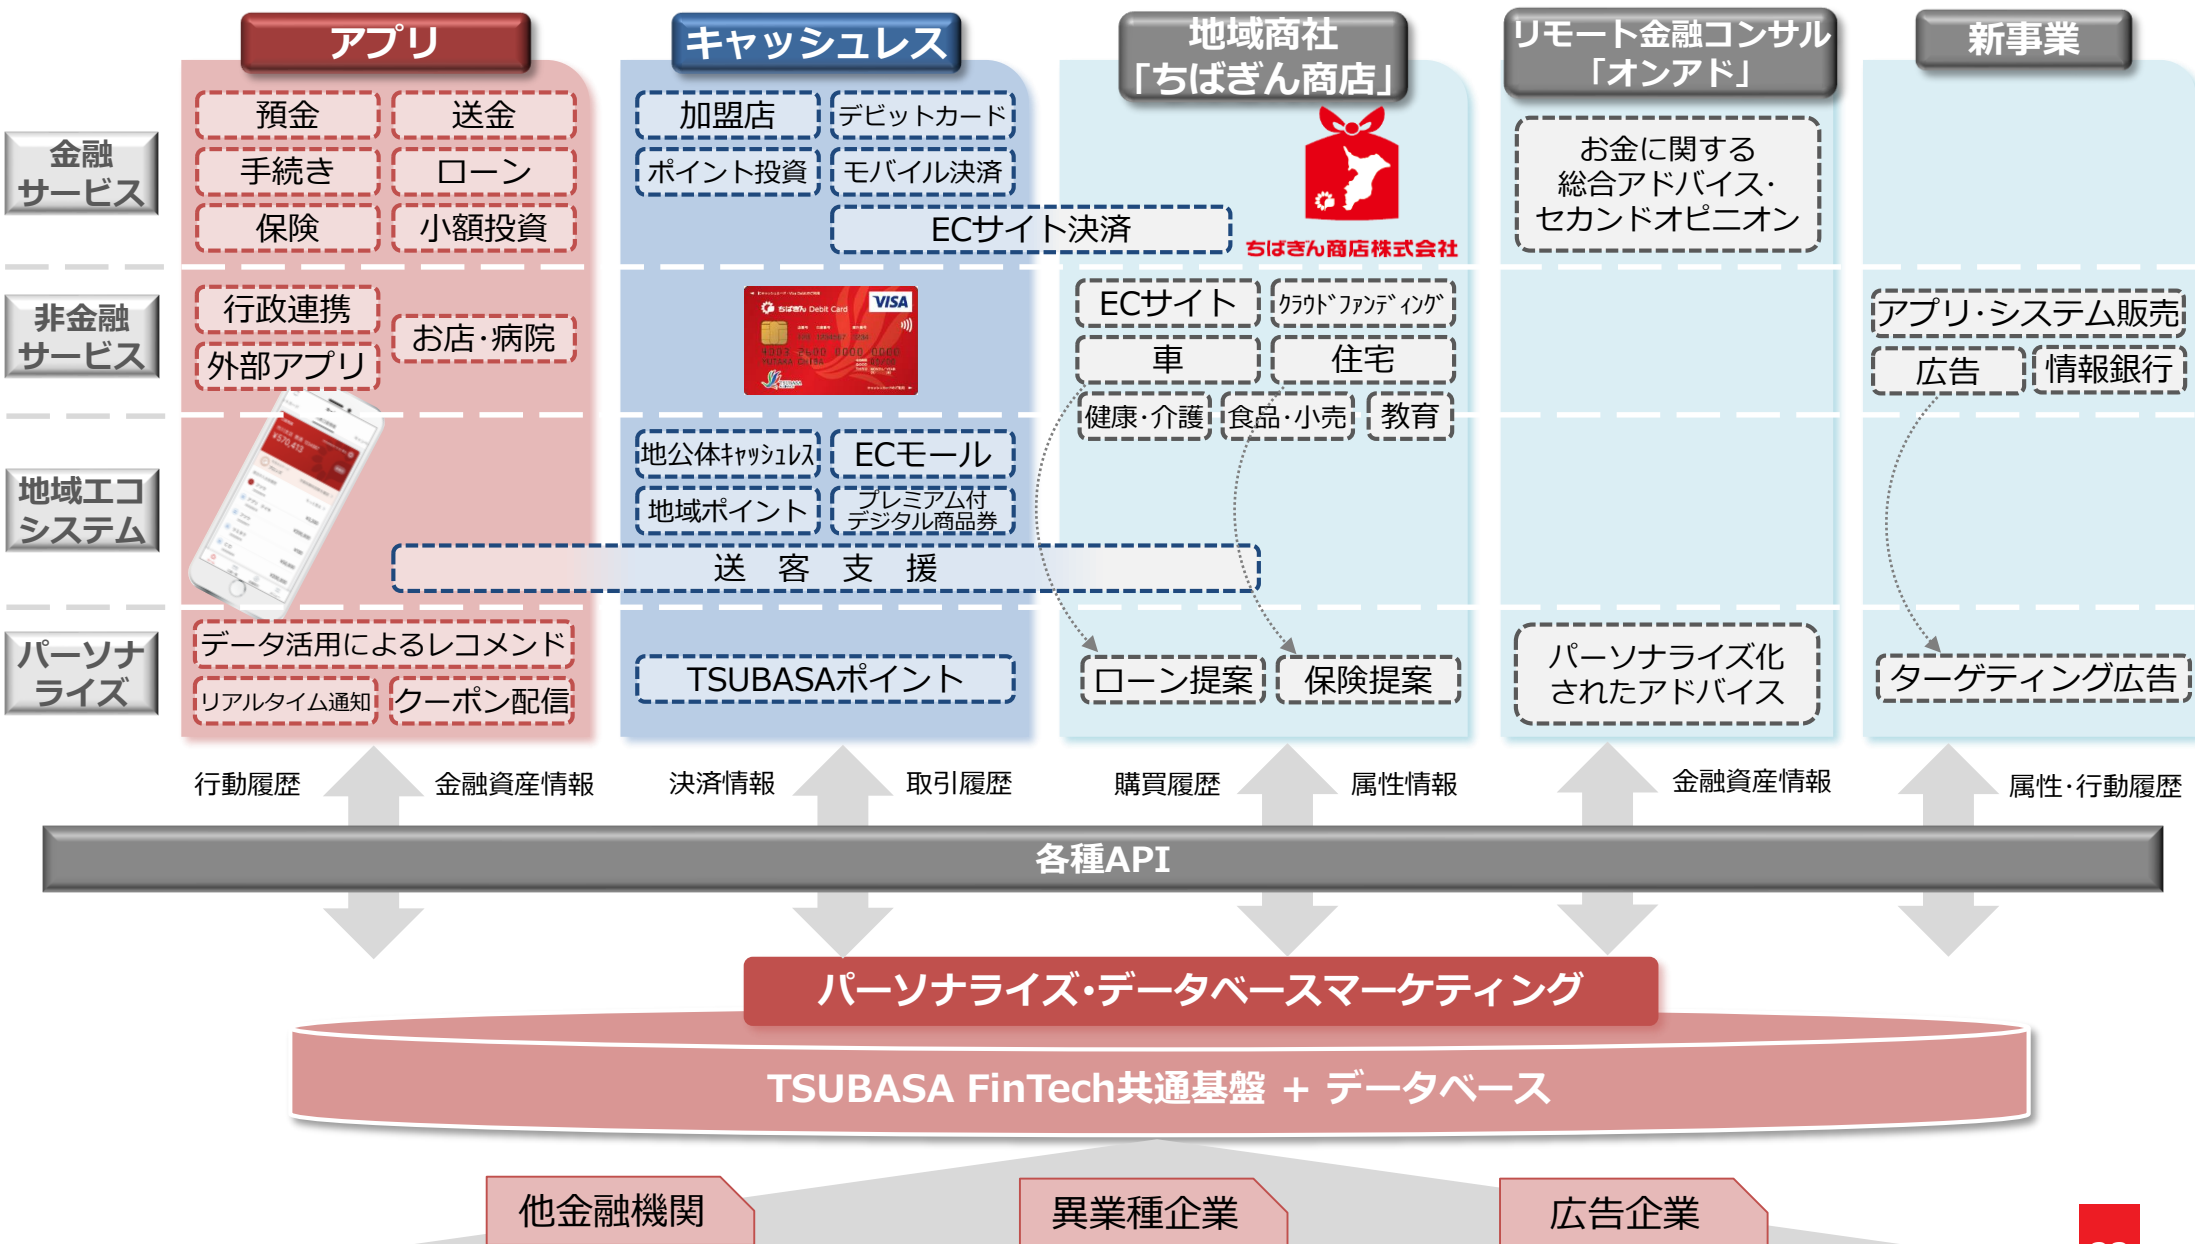 アプリ
キャッシュレス
地域商社
「ちばぎん商店」
リモート金融コンサル
「オンアド」
新事業
金融
サービス
預金
送金
手続き
ローン
保険
小額投資
加盟店
デビットカード
ポイント投資
モバイル決済
ECサイト決済
ちばぎん商店株式会社
お金に関する
総合アドバイス・
セカンドオピニオン
非金融
サービス
行政連携
外部アプリ
お店・病院
ちばぎん Debit Card
VISA
ECサイト
クラウドファンディング
車
住宅
健康・介護
食品・小売
教育
アプリ・システム販売
広告
情報銀行
地域エコ
システム
¥570,413
地公体キャッシュレス
ECモール
地域ポイント
プレミアム付
デジタル商品券
送 客 支 援
パーソナ
ライズ
データ活用によるレコメンド
リアルタイム通知
クーポン配信
TSUBASAポイント
ローン提案
保険提案
パーソナライズ化
されたアドバイス
ターゲティング広告
行動履歴
金融資産情報
決済情報
取引履歴
購買履歴
属性情報
金融資産情報
属性・行動履歴
各種API
パーソナライズ・データベースマーケティング
TSUBASA FinTech共通基盤 + データベース
他金融機関
異業種企業
広告企業